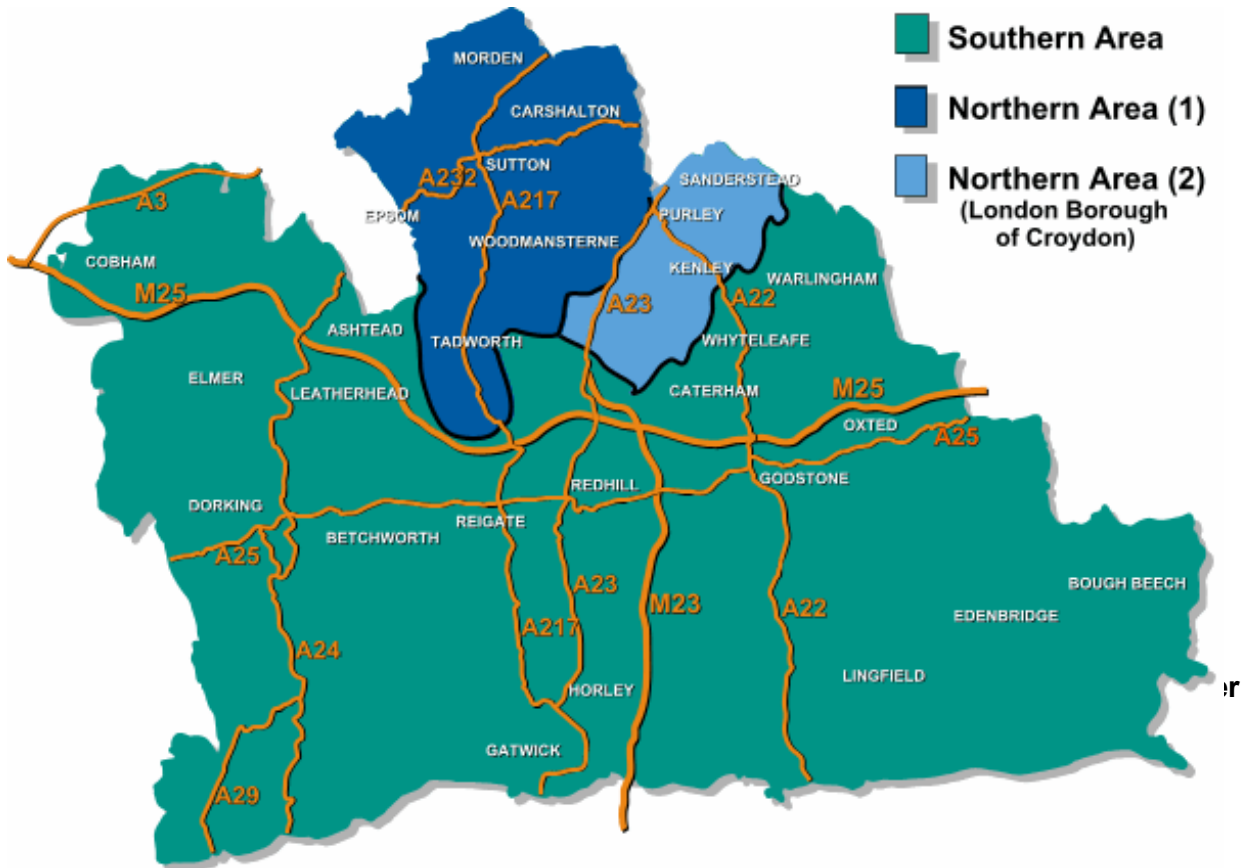 MORDEN
Southern Area
CARSHALTON
Northern Area (1)
SUTTON
A232
SANDERSTEAD
Northern Area (2)
(London Borough
of Croydon)
A3
A217
EPSOM
PURLEY
WOODMANSTERNE
COBHAM
KENLEY
WARLINGHAM
M25
A23
A22
ASHTEAD
TADWORTH
WHYTELEAFE
ELMER
LEATHERHEAD
CATERHAM
M25
OXTED
A25
DORKING
REDHILL
GODSTONE
REIGATE
BETCHWORTH
A25
A23
M23
A22
BOUGH BEECH
EDENBRIDGE
A217
A24
LINGFIELD
er
HORLEY
GATWICK
A29